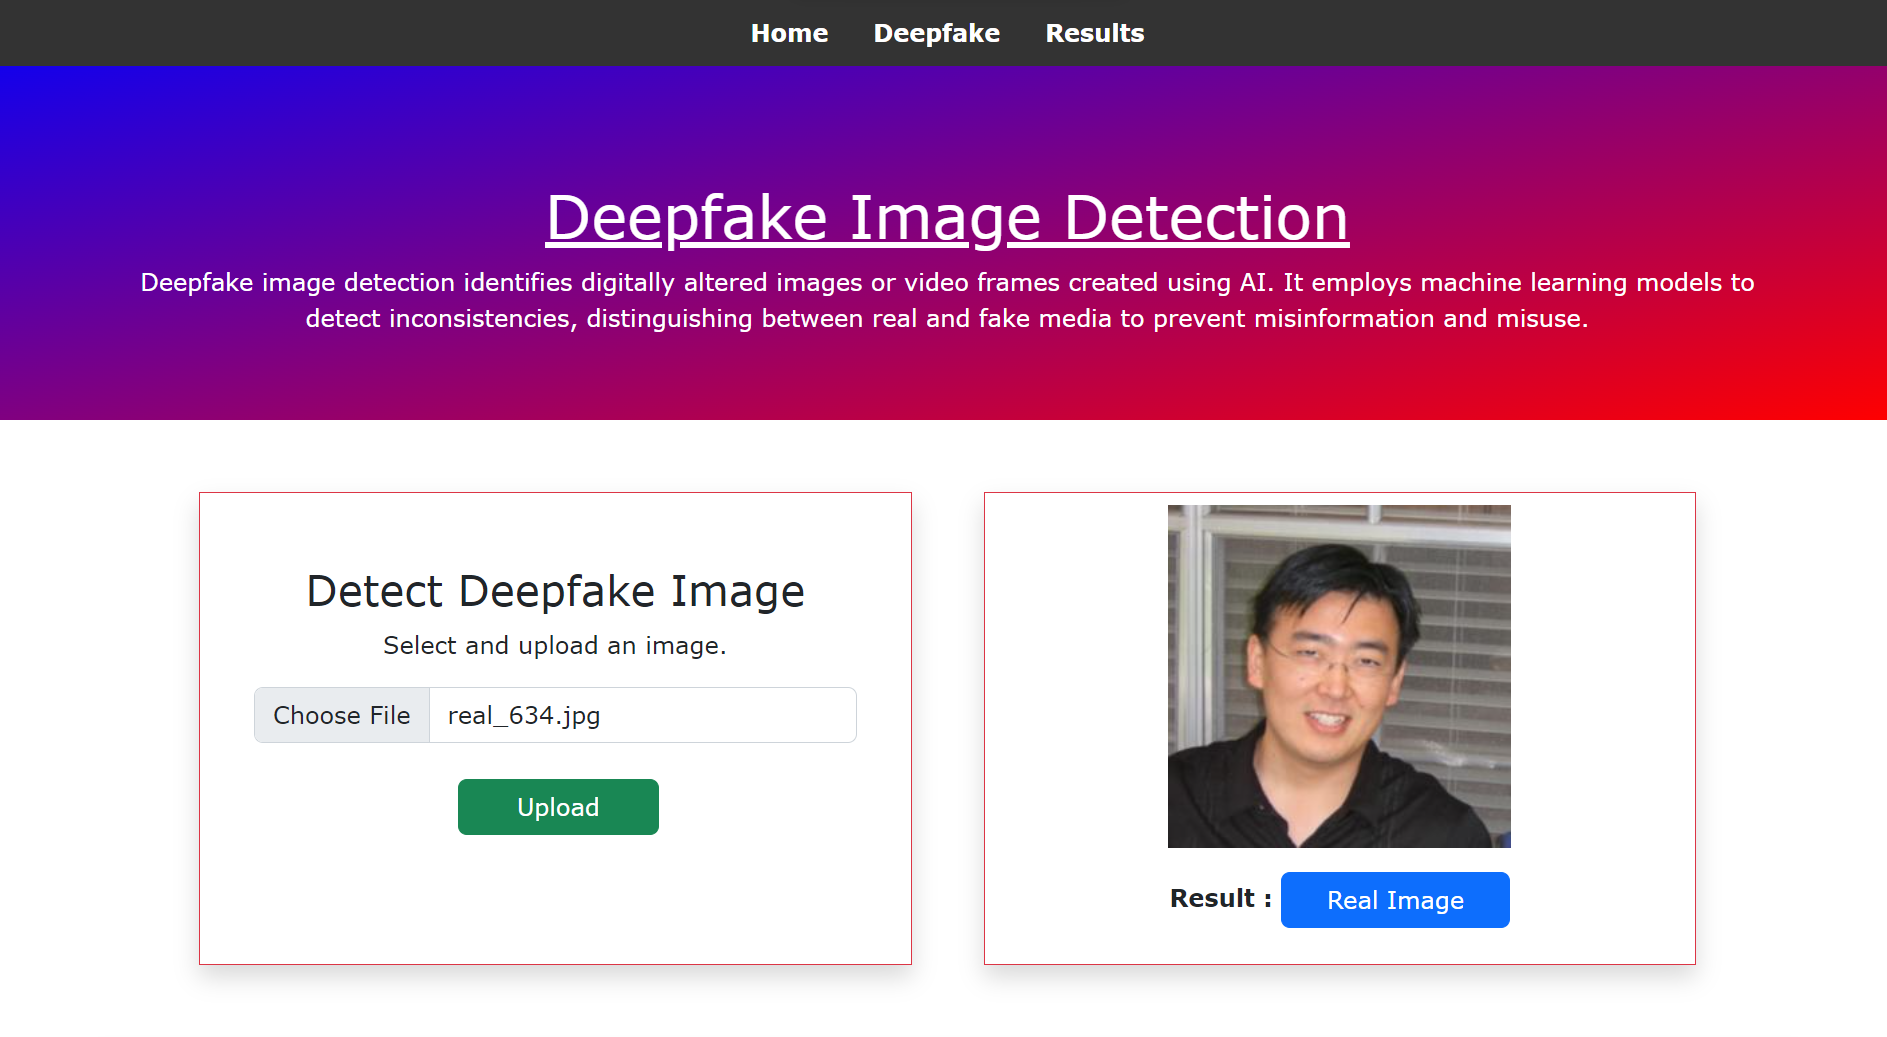 Home Deepfake Results
Deepfake Image Detection
Deepfake image detection identifies digitally altered images or video frames created using AI. It employs machine learning models to
detect inconsistencies, distinguishing between real and fake media to prevent misinformation and misuse.
Detect Deepfake Image
Select and upload an image.
Choose File real_634.jpg
Upload
Result : Real Image